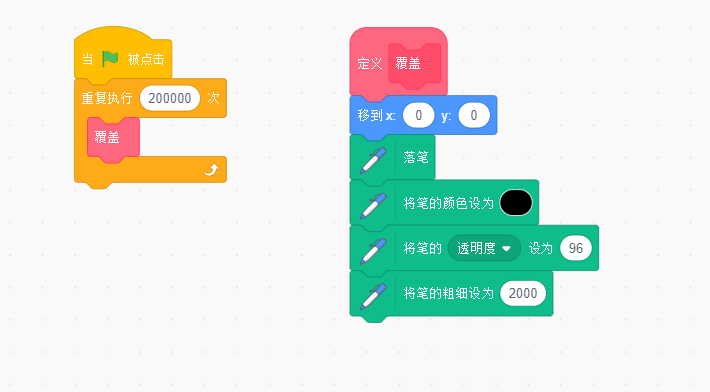 当 被点击
重复执行 200000 次
覆盖
定义 覆盖
移到 x: 0 y: 0
落笔
将笔的颜色设为
将笔的 透明度 设为 96
将笔的粗细设为 2000